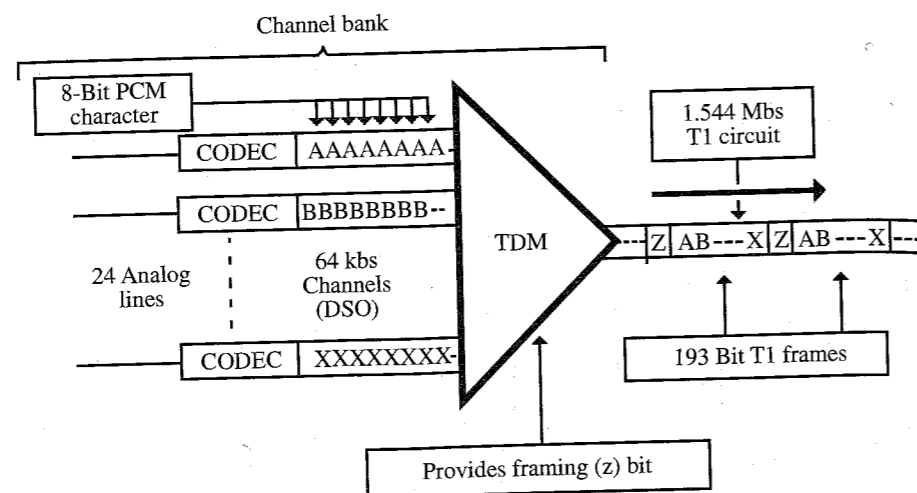 Channel bank
8-Bit PCM
character
CODEC
AAAAAAAA-
CODEC
BBBBBBBB--
24 Analog
lines
64 kbs
Channels
(DSO)
CODEC
XXXXXXXX-
TDM
1.544 Mbs
T1 circuit
----
Z
AB---X
Z
AB---X
----
193 Bit T1 frames
Provides framing (z) bit